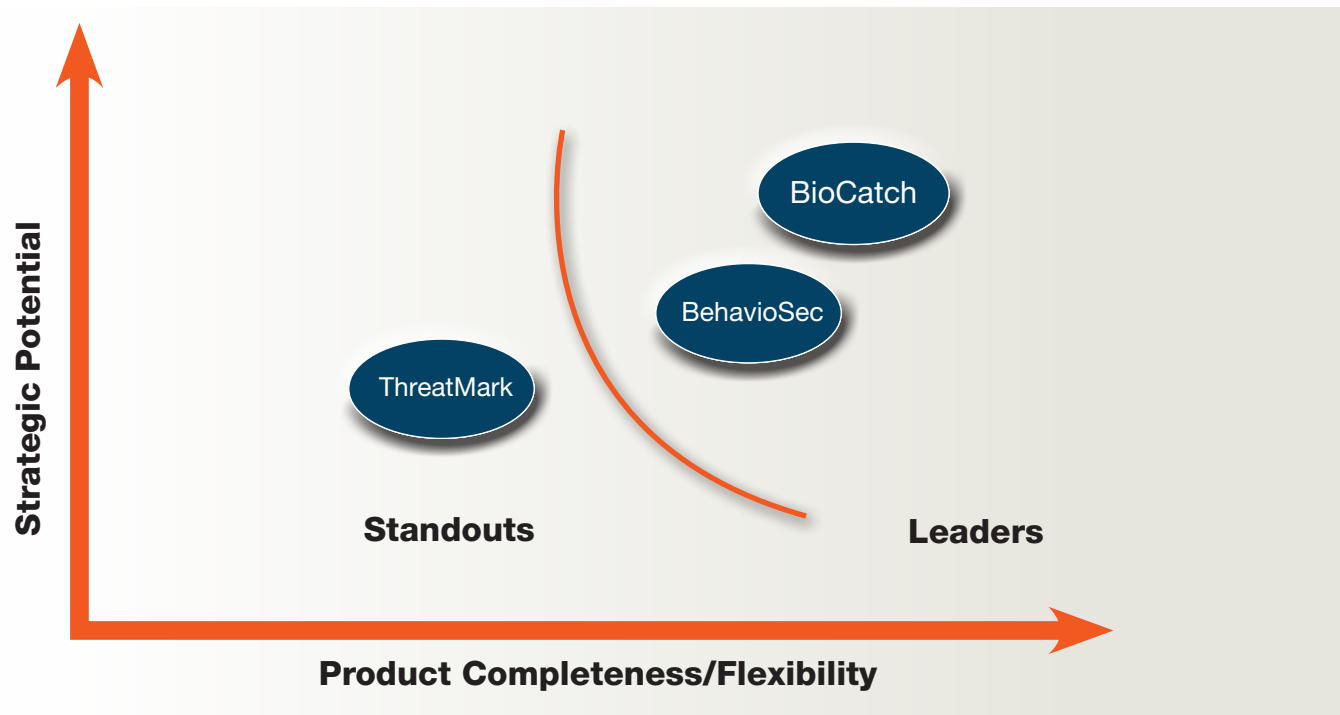 Strategic Potential
BioCatch
BehavioSec
ThreatMark
Standouts
Leaders
Product Completeness/Flexibility